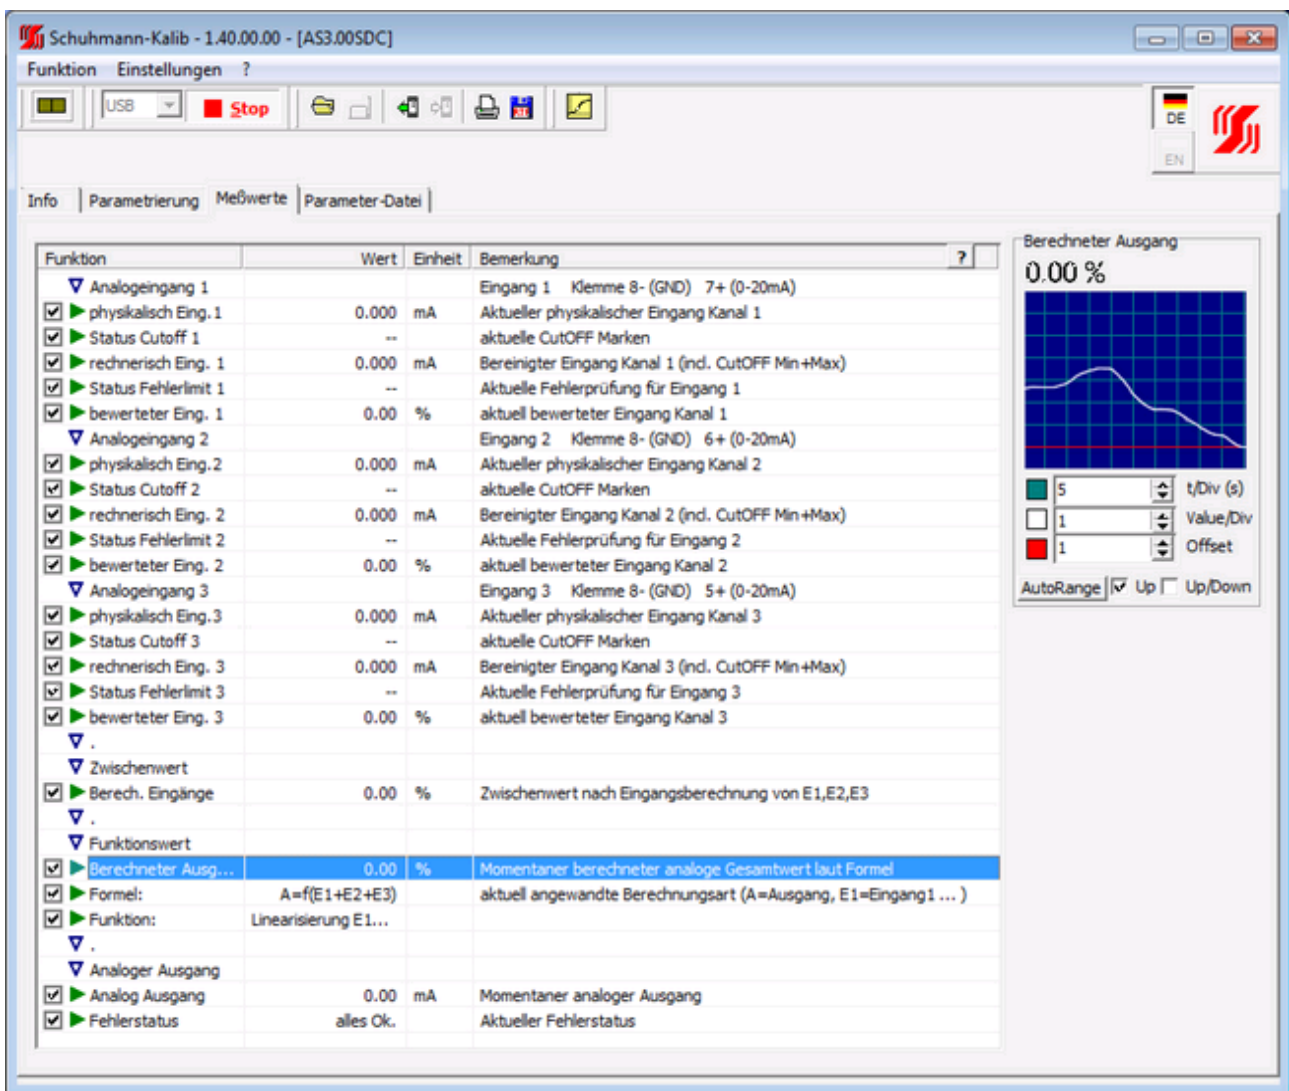 Schuhmann-Kalib - 1.40.00.00 - [AS3.00SDC]
Funktion Einstellungen ?
USB Stop
DE
EN
Info Parametrierung Meßwerte Parameter-Datei
Funktion Wert Einheit Bemerkung ?
Analogeingang 1 Eingang 1 Klemme 8- (GND) 7+ (0-20mA)
physikalisch Eing.1 0.000 mA Aktueller physikalischer Eingang Kanal 1
Status Cutoff 1 -- aktuelle CutOFF Marken
rechnerisch Eing. 1 0.000 mA Bereinigter Eingang Kanal 1 (incl. CutOFF Min+Max)
Status Fehlerlimit 1 -- Aktuelle Fehlerprüfung für Eingang 1
bewerteter Eing. 1 0.00 % aktuell bewerteter Eingang Kanal 1
Analogeingang 2 Eingang 2 Klemme 8- (GND) 6+ (0-20mA)
physikalisch Eing.2 0.000 mA Aktueller physikalischer Eingang Kanal 2
Status Cutoff 2 -- aktuelle CutOFF Marken
rechnerisch Eing. 2 0.000 mA Bereinigter Eingang Kanal 2 (incl. CutOFF Min+Max)
Status Fehlerlimit 2 -- Aktuelle Fehlerprüfung für Eingang 2
bewerteter Eing. 2 0.00 % aktuell bewerteter Eingang Kanal 2
Analogeingang 3 Eingang 3 Klemme 8- (GND) 5+ (0-20mA)
physikalisch Eing.3 0.000 mA Aktueller physikalischer Eingang Kanal 3
Status Cutoff 3 -- aktuelle CutOFF Marken
rechnerisch Eing. 3 0.000 mA Bereinigter Eingang Kanal 3 (incl. CutOFF Min+Max)
Status Fehlerlimit 3 -- Aktuelle Fehlerprüfung für Eingang 3
bewerteter Eing. 3 0.00 % aktuell bewerteter Eingang Kanal 3
.
Zwischenwert
Berech. Eingänge 0.00 % Zwischenwert nach Eingangsberechnung von E1,E2,E3
.
Funktionswert
Berechneter Ausg... 0.00 % Momentaner berechneter analoge Gesamtwert laut Formel
Formel: A=f(E1+E2+E3) aktuell angewandte Berechnungsart (A=Ausgang, E1=Eingang1 ... )
Funktion: Linearisierung E1...
.
Analoger Ausgang
Analog Ausgang 0.00 mA Momentaner analoger Ausgang
Fehlerstatus alles Ok. Aktueller Fehlerstatus
Berechneter Ausgang
0.00 %
5 t/Div (s)
1 Value/Div
1 Offset
AutoRange Up Up/Down